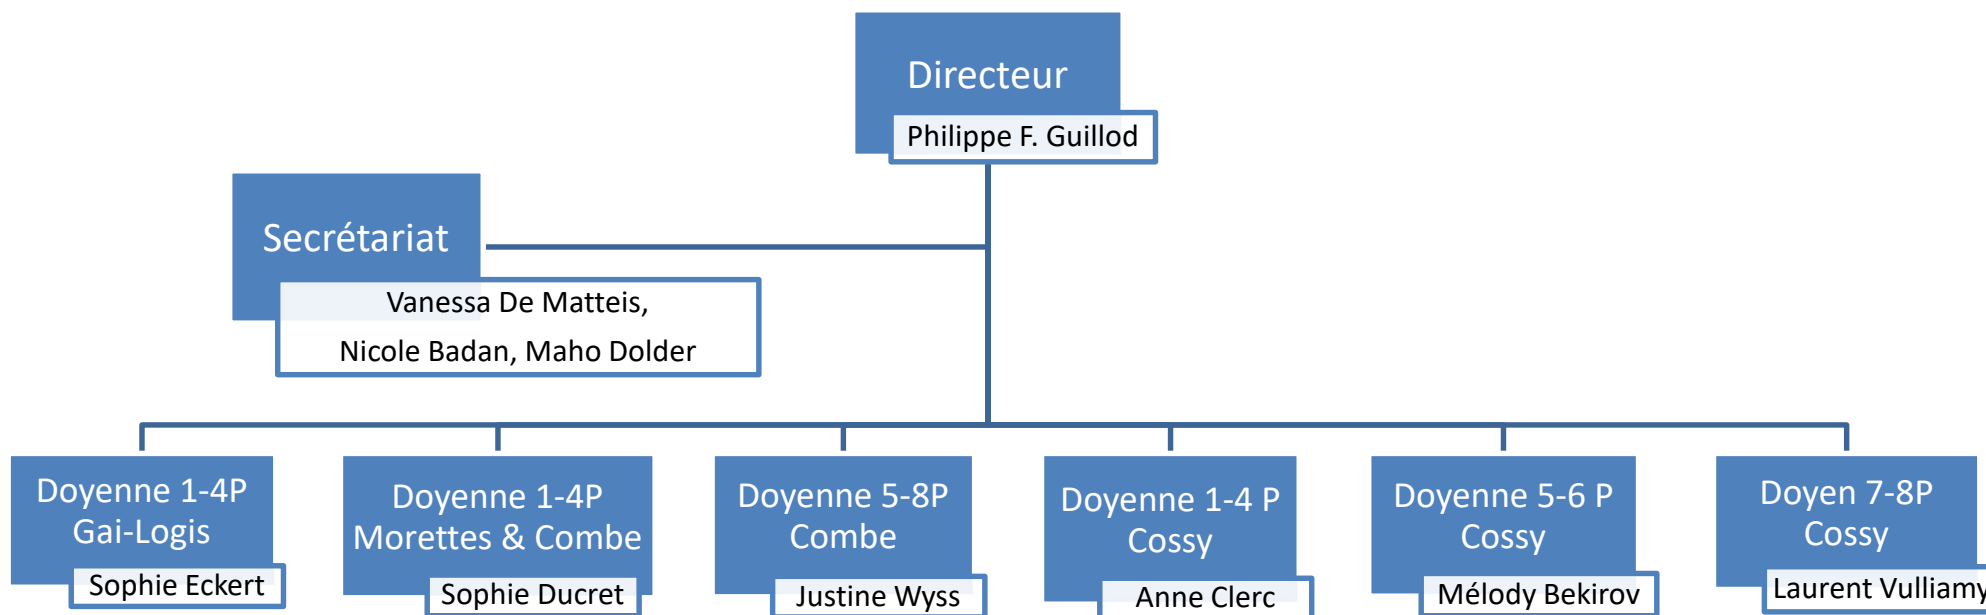 Directeur
Philippe F. Guillod
Secrétariat
Vanessa De Matteis,
Nicole Badan, Maho Dolder
Doyenne 1-4P
Gai-Logis
Sophie Eckert
Doyenne 1-4P
Morettes & Combe
Sophie Ducret
Doyenne 5-8P
Combe
Justine Wyss
Doyenne 1-4 P
Cossy
Anne Clerc
Doyenne 5-6 P
Cossy
Mélody Bekirov
Doyen 7-8P
Cossy
Laurent Vulliamy